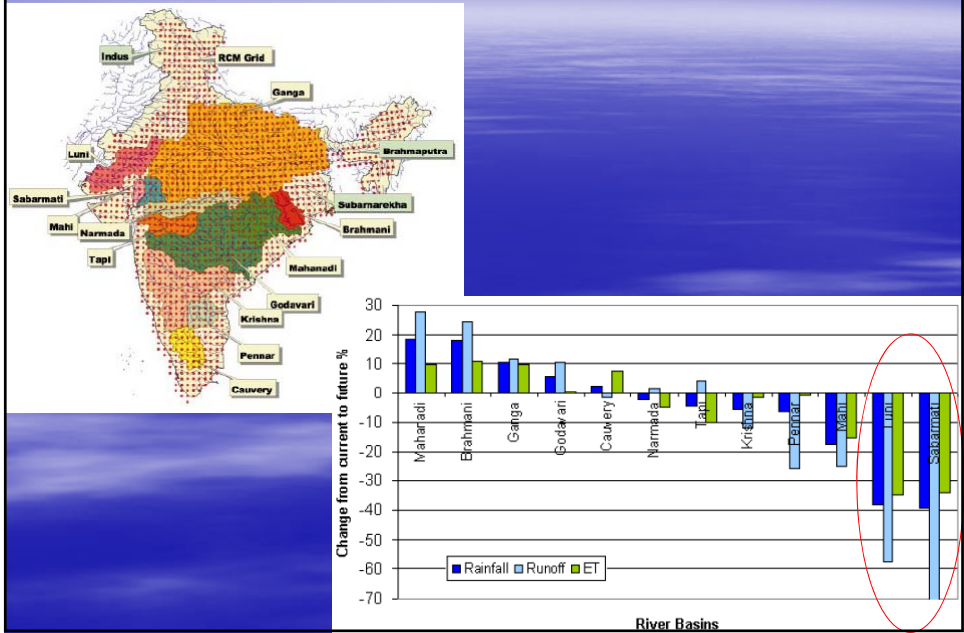 Indus
RCM Grid
Ganga
Luni
Brahmaputra
Sabarmati
Subarnarekha
Mahi
Narmada
Brahmani
Tapi
Mahanadi
Godavari
Krishna
Pennar
Cauvery
Change from current to future %
30
20
10
0
-10
-20
-30
-40
-50
-60
-70
Mahanadi
Brahmani
Ganga
Godavari
Cauvery
Narmada
Tapi
Krishna
Pennar
Mahi
Luni
Sabarmati
Rainfall Runoff ET
River Basins